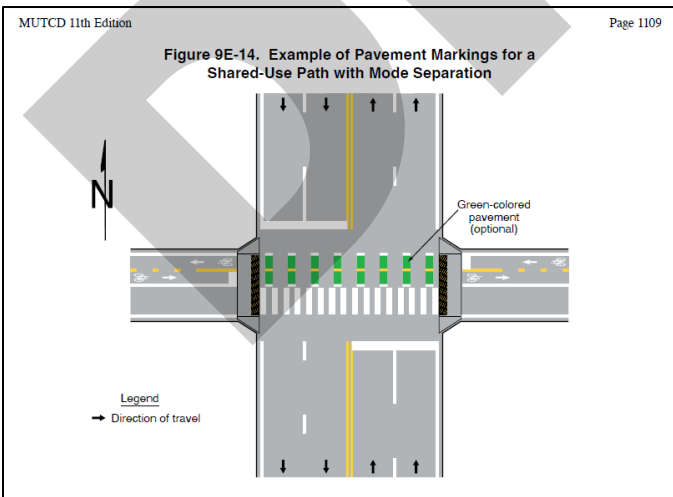 MUTCD 11th Edition
Page 1109
Figure 9E-14. Example of Pavement Markings for a
Shared-Use Path with Mode Separation
N
Green-colored
pavement
(optional)
Legend
Direction of travel